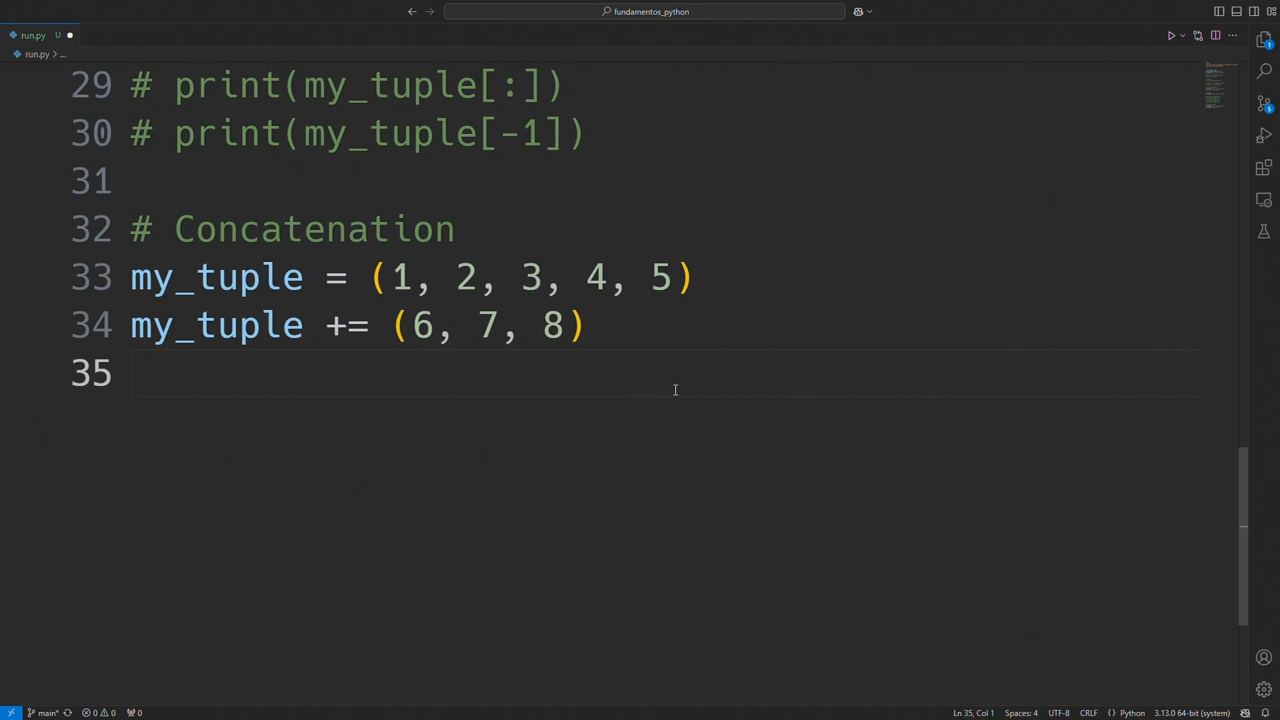 fundamentos_python
run.py U
run.py > ...
29 # print(my_tuple[:])
30 # print(my_tuple[-1])
31
32 # Concatenation
33 my_tuple = (1, 2, 3, 4, 5)
34 my_tuple += (6, 7, 8)
35
main* 0 0 0 Ln 35, Col 1 Spaces: 4 UTF-8 CRLF {} Python 3.13.0 64-bit (system)